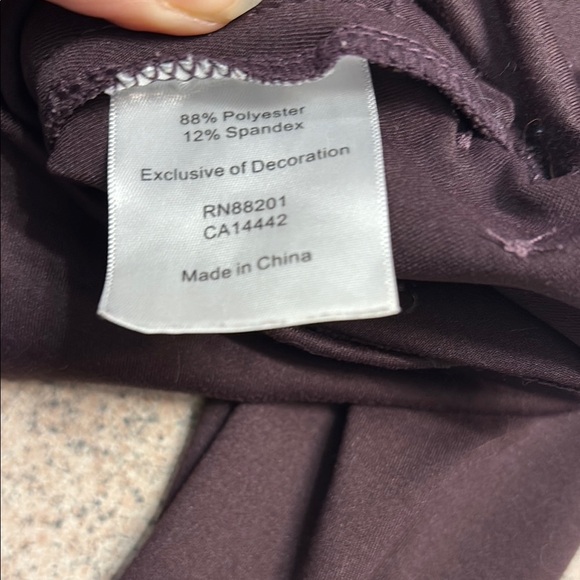 88% Polyester
12% Spandex
Exclusive of Decoration
RN88201
CA14442
Made in China